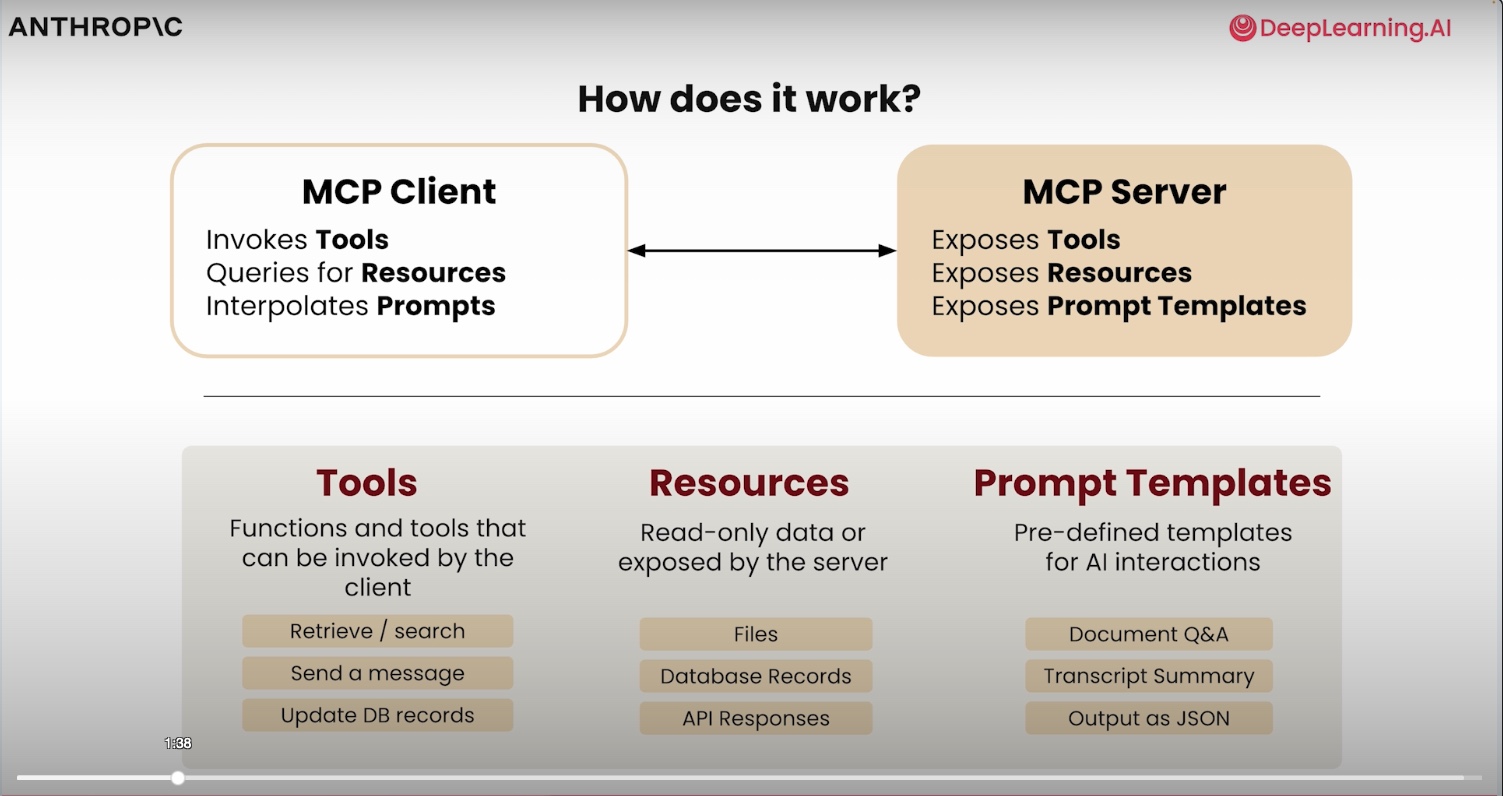 ANTHROP\C
DeepLearning.AI
How does it work?
MCP Client
Invokes Tools
Queries for Resources
Interpolates Prompts
MCP Server
Exposes Tools
Exposes Resources
Exposes Prompt Templates
Tools
Functions and tools that
can be invoked by the
client
Retrieve / search
Send a message
Update DB records
Resources
Read-only data or
exposed by the server
Files
Database Records
API Responses
Prompt Templates
Pre-defined templates
for AI interactions
Document Q&A
Transcript Summary
Output as JSON
1:38